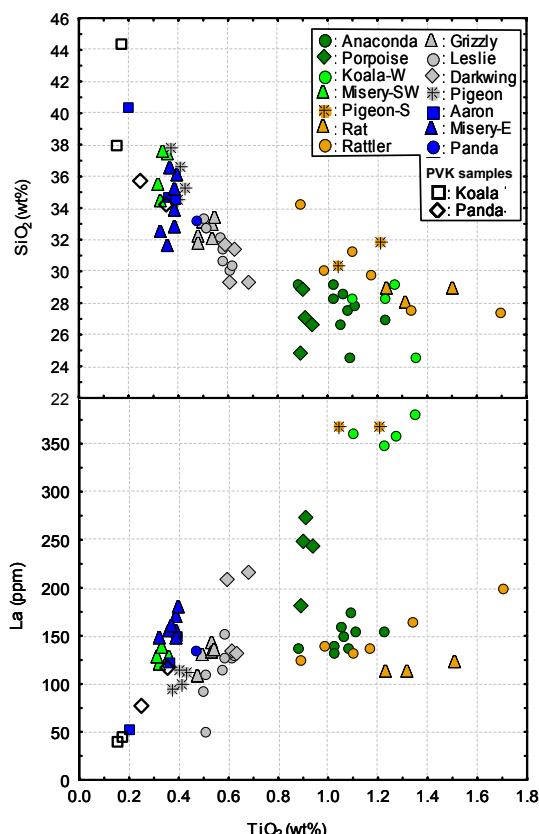 46
44
42
40
38
36
34
32
30
28
26
24
22
SiO2 (wt%)
: Anaconda
: Porpoise
: Koala-W
: Misery-SW
: Pigeon-S
: Rat
: Rattler
: Grizzly
: Leslie
: Darkwing
: Pigeon
: Aaron
: Misery-E
: Panda
PVK samples
: Koala
: Panda
350
300
250
200
150
100
50
0
La (ppm)
0.0 0.2 0.4 0.6 0.8 1.0 1.2 1.4 1.6 1.8
TiO2 (wt%)